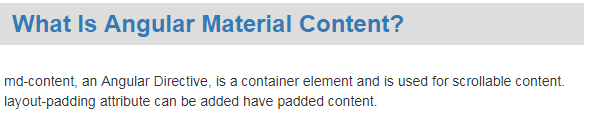 What Is Angular Material Content?
md-content, an Angular Directive, is a container element and is used for scrollable content.
layout-padding attribute can be added have padded content.